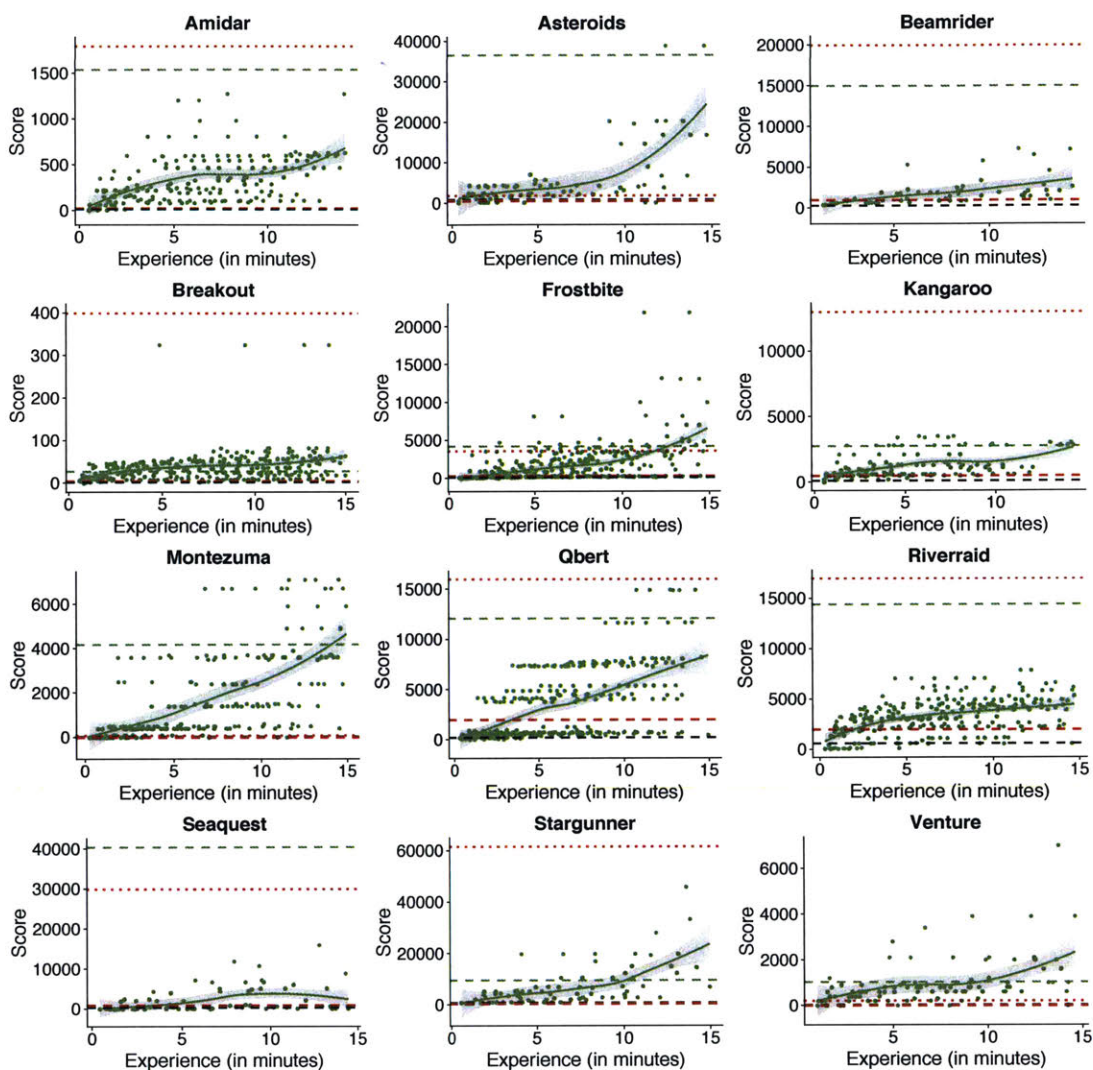 Amidar
Asteroids
Beamrider
Score
1500
1000
500
0
0
5
10
Experience (in minutes)
Score
40000
30000
20000
10000
0
0
5
10
15
Experience (in minutes)
Score
20000
15000
10000
5000
0
5
10
Experience (in minutes)
Breakout
Frostbite
Kangaroo
Score
400
300
200
100
0
0
5
10
15
Experience (in minutes)
Score
20000
15000
10000
5000
0
0
5
10
15
Experience (in minutes)
Score
10000
5000
0
0
5
10
Experience (in minutes)
Montezuma
Qbert
Riverraid
Score
6000
4000
2000
0
0
5
10
15
Experience (in minutes)
Score
15000
10000
5000
0
0
5
10
15
Experience (in minutes)
Score
15000
10000
5000
0
0
5
10
15
Experience (in minutes)
Seaquest
Stargunner
Venture
Score
40000
30000
20000
10000
0
0
5
10
15
Experience (in minutes)
Score
60000
40000
20000
0
0
5
10
15
Experience (in minutes)
Score
6000
4000
2000
0
5
10
15
Experience (in minutes)